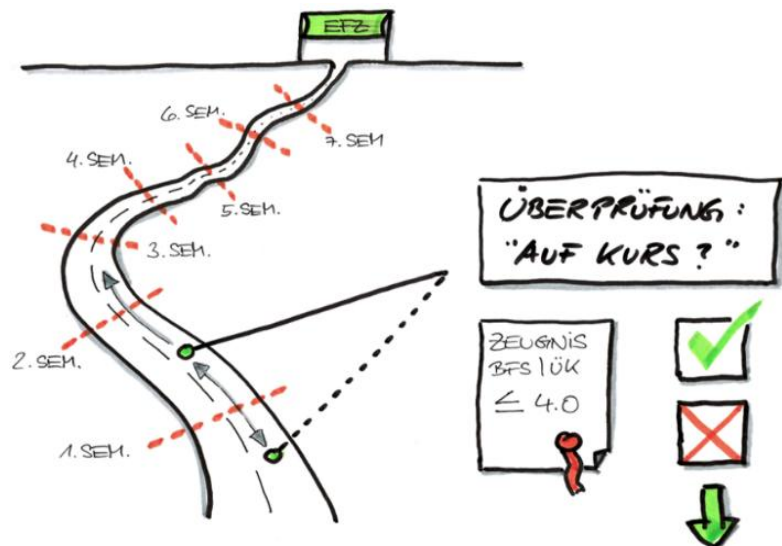 EFZ
6. SEM.
7. SEM
4. SEM.
5. SEM.
3. SEM.
2. SEM.
1. SEM.
ÜBERPRÜFUNG:
"AUF KURS?"
ZEUGNIS
BFS | ÜK
≤ 4.0